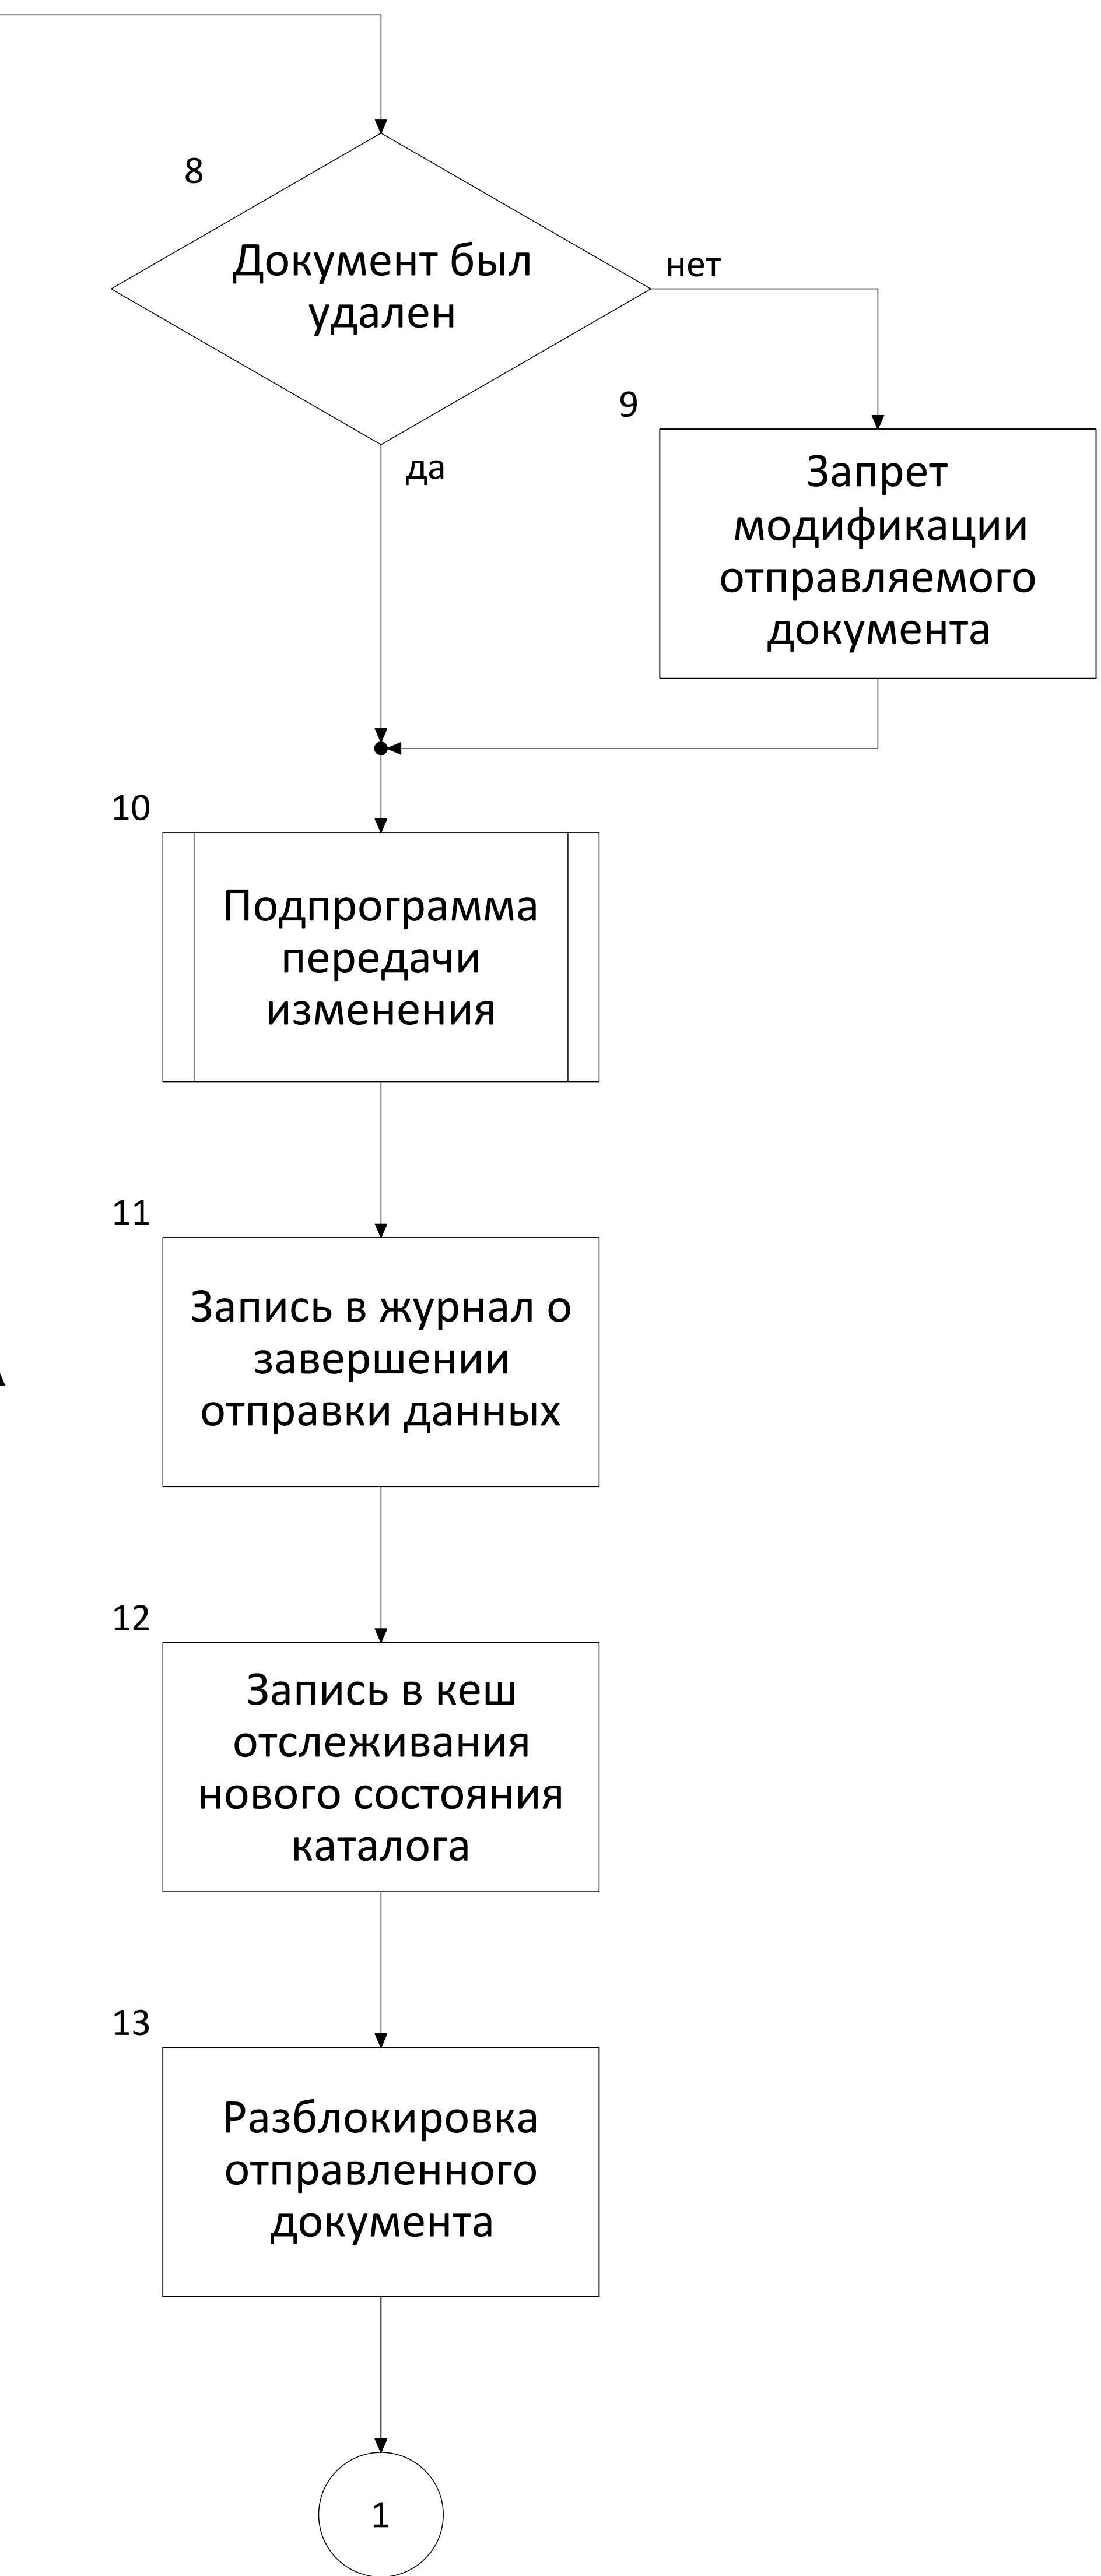 8
Документ был
удален
нет
да
9
Запрет
модификации
отправляемого
документа
10
Подпрограмма
передачи
изменения
11
Запись в журнал о
завершении
отправки данных
12
Запись в кеш
отслеживания
нового состояния
каталога
13
Разблокировка
отправленного
документа
1